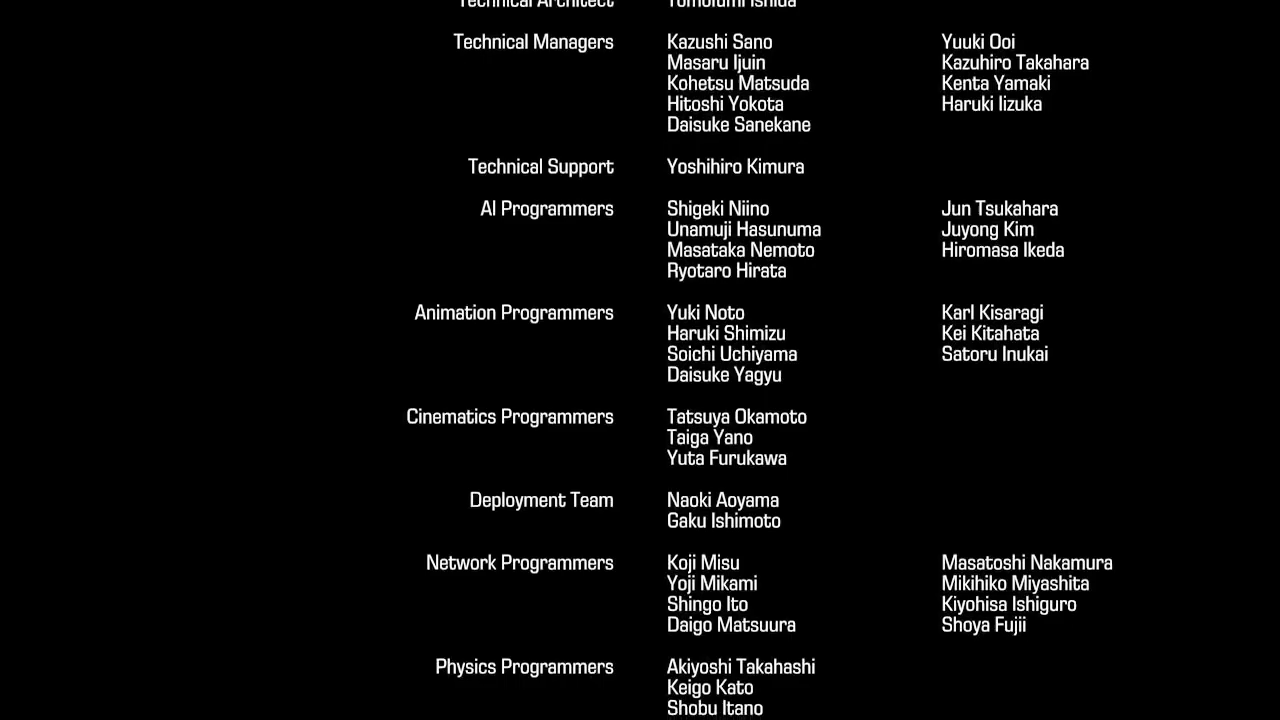 Technical Architect Tomofumi Ishida
Technical Managers Kazushi Sano Yuuki Ooi
Masaru Ijuin Kazuhiro Takahara
Kohetsu Matsuda Kenta Yamaki
Hitoshi Yokota Haruki Iizuka
Daisuke Sanekane
Technical Support Yoshihiro Kimura
AI Programmers Shigeki Niino Jun Tsukahara
Unamuji Hasunuma Juyong Kim
Masataka Nemoto Hiromasa Ikeda
Ryotaro Hirata
Animation Programmers Yuki Noto Karl Kisaragi
Haruki Shimizu Kei Kitahata
Soichi Uchiyama Satoru Inukai
Daisuke Yagyu
Cinematics Programmers Tatsuya Okamoto
Taiga Yano
Yuta Furukawa
Deployment Team Naoki Aoyama
Gaku Ishimoto
Network Programmers Koji Misu Masatoshi Nakamura
Yoji Mikami Mikihiko Miyashita
Shingo Ito Kiyohisa Ishiguro
Daigo Matsuura Shoya Fujii
Physics Programmers Akiyoshi Takahashi
Keigo Kato
Shobu Itano